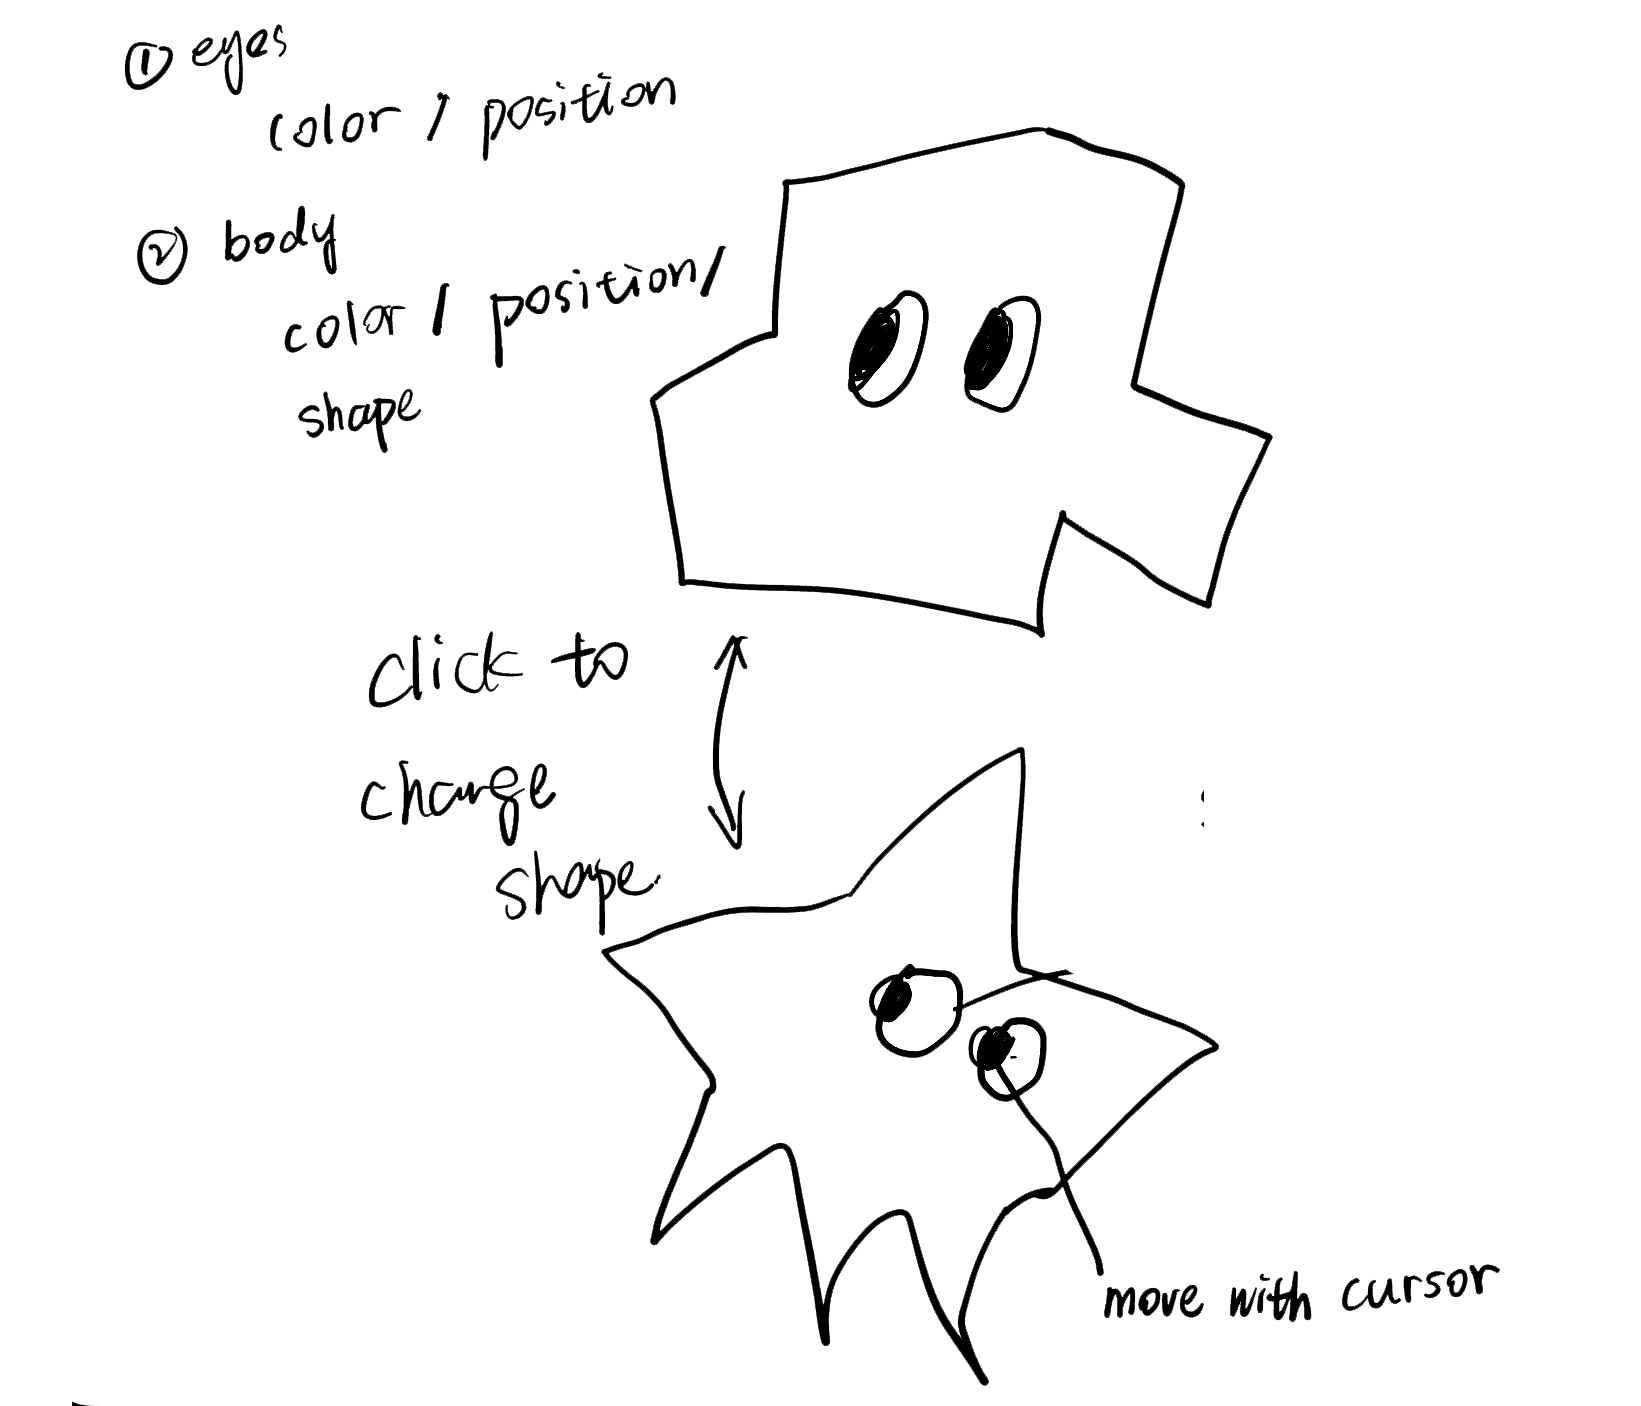 ① eyes
color / position
② body
color / position/
shape
click to
change
shape.
move with cursor